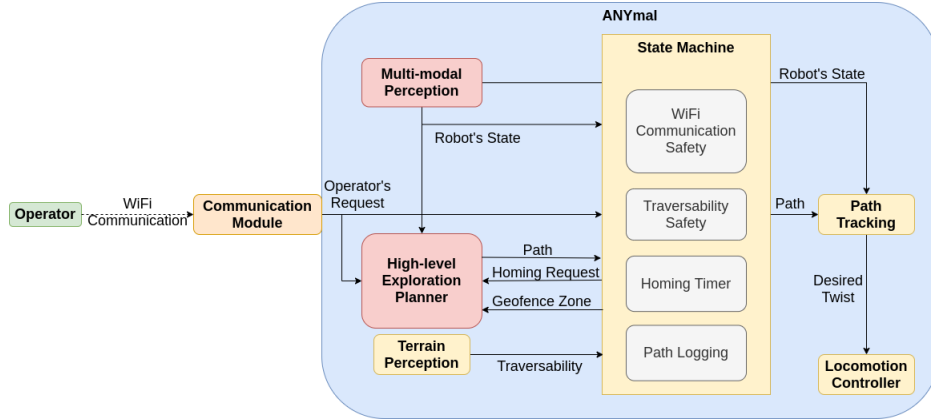 ANYmal
State Machine
Multi-modal
Perception
Robot's State
WiFi
Communication
Safety
Robot's State
Operator's
Request
WiFi
Communication
Operator
Communication
Module
Traversability
Safety
Path
Path
Tracking
High-level
Exploration
Planner
Path
Homing Request
Geofence Zone
Homing Timer
Desired
Twist
Terrain
Perception
Traversability
Path Logging
Locomotion
Controller